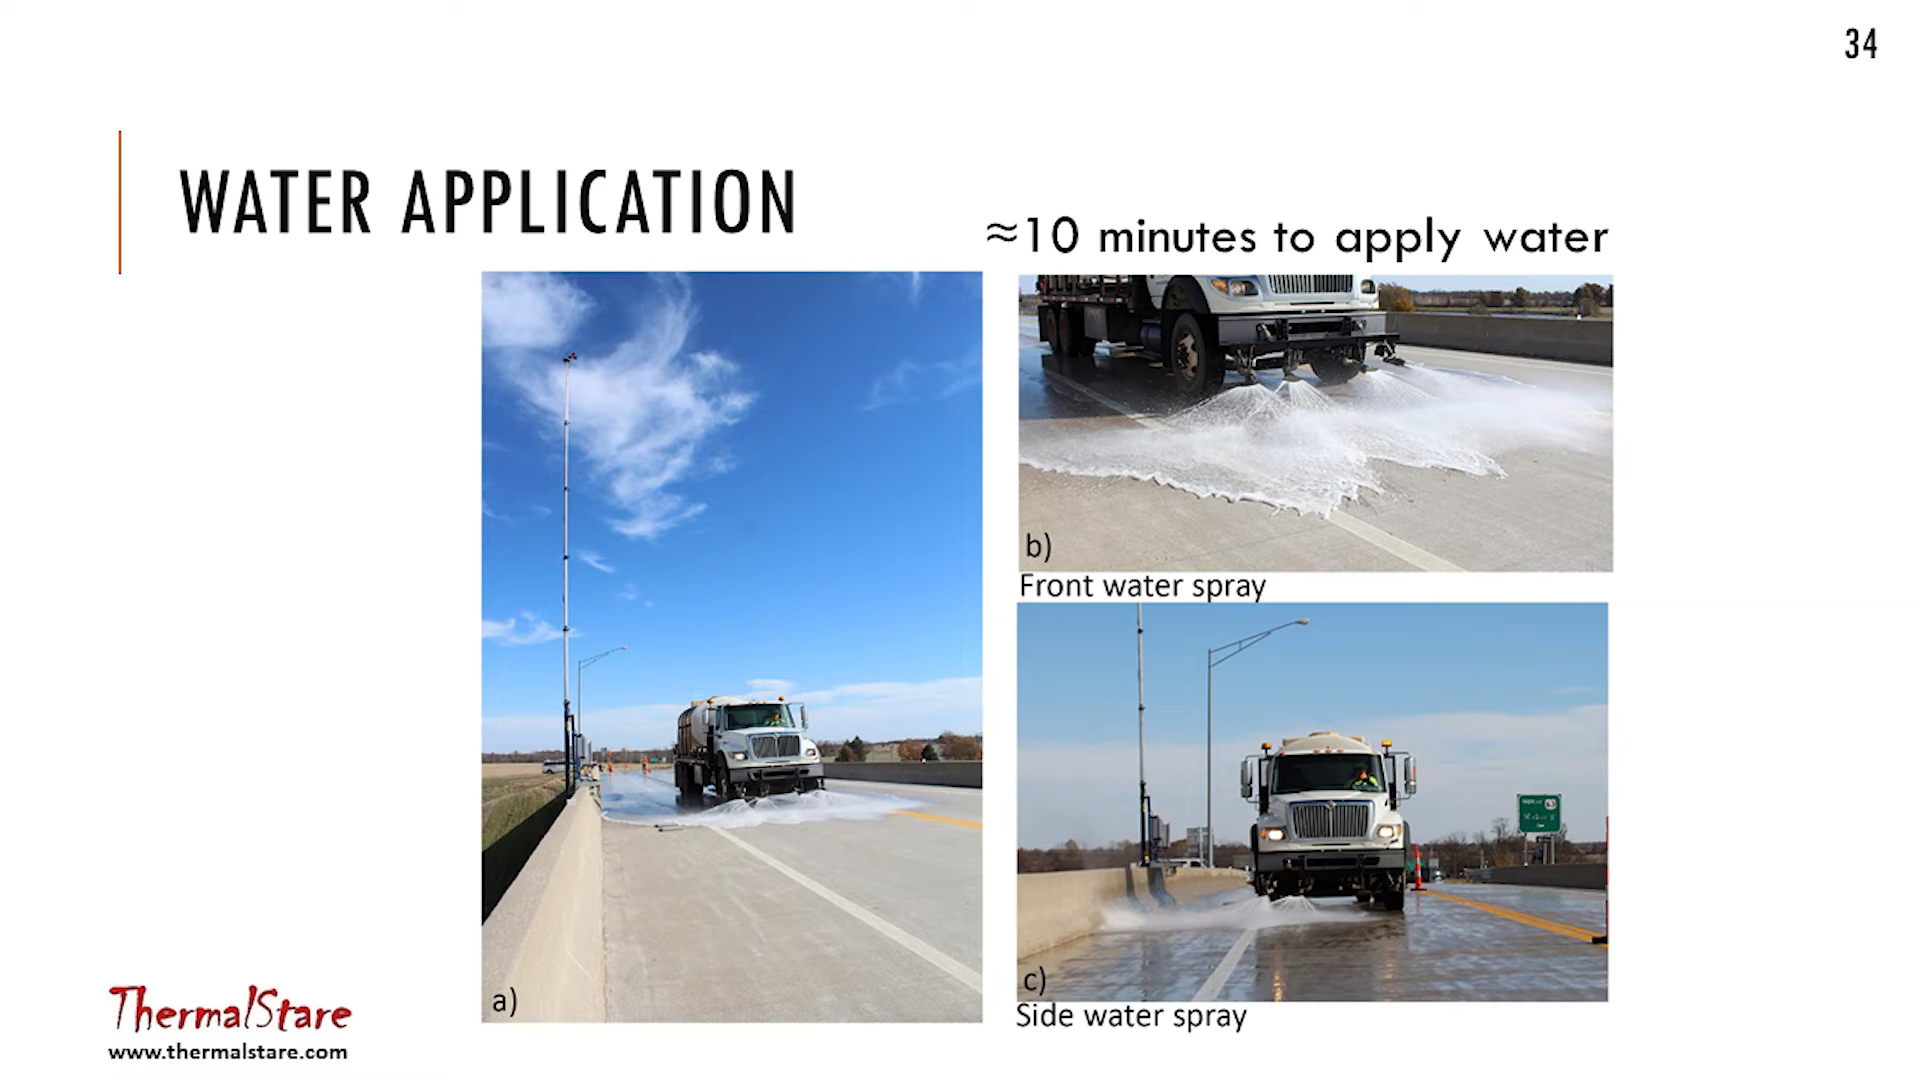 34
WATER APPLICATION
≈10 minutes to apply water
a)
b)
Front water spray
c)
Side water spray
ThermalStare
www.thermalstare.com